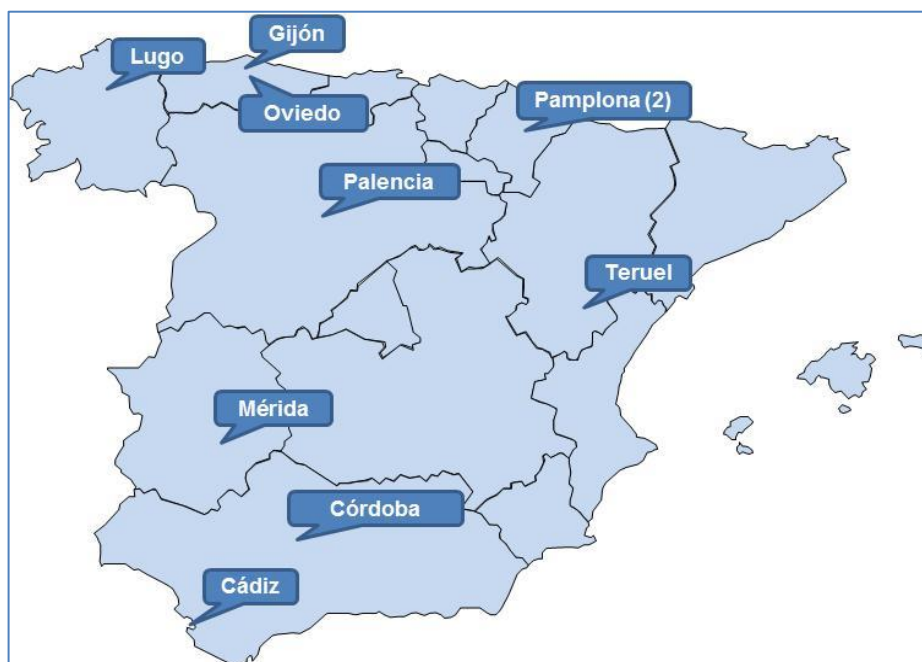 Gijón
Lugo
Oviedo
Pamplona (2)
Palencia
Teruel
Mérida
Córdoba
Cádiz